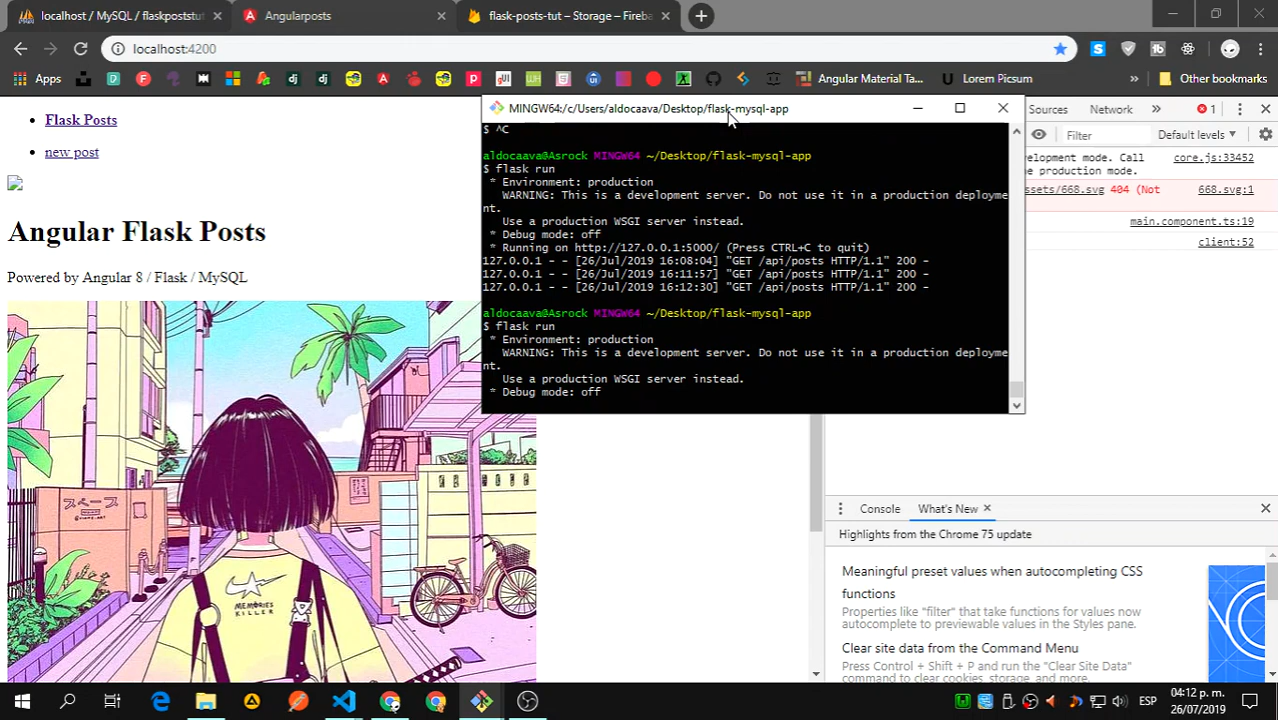 localhost / MySQL / flaskpoststut
Angularposts
flask-posts-tut – Storage – Fireba
localhost:4200
Apps
Angular Material Ta...
Lorem Picsum
»
Other bookmarks
Flask Posts
new post
Angular Flask Posts
Powered by Angular 8 / Flask / MySQL
MINGW64:/c/Users/aldocaava/Desktop/flask-mysql-app
$ ^C
aldocaava@Asrock MINGW64 ~/Desktop/flask-mysql-app
$ flask run
* Environment: production
WARNING: This is a development server. Do not use it in a production deployme
nt.
Use a production WSGI server instead.
* Debug mode: off
* Running on http://127.0.0.1:5000/ (Press CTRL+C to quit)
127.0.0.1 - - [26/Jul/2019 16:08:04] "GET /api/posts HTTP/1.1" 200 -
127.0.0.1 - - [26/Jul/2019 16:11:57] "GET /api/posts HTTP/1.1" 200 -
127.0.0.1 - - [26/Jul/2019 16:12:30] "GET /api/posts HTTP/1.1" 200 -
aldocaava@Asrock MINGW64 ~/Desktop/flask-mysql-app
$ flask run
* Environment: production
WARNING: This is a development server. Do not use it in a production deployme
nt.
Use a production WSGI server instead.
* Debug mode: off
Sources Network » 1
Filter Default levels
elopment mode. Call core.js:33452
e production mode.
ssets/668.svg 404 (Not 668.svg:1
main.component.ts:19
client:52
スペース
MEMORIES
KILLER
Console What's New
Highlights from the Chrome 75 update
Meaningful preset values when autocompleting CSS
functions
Properties like "filter" that take functions for values now
autocomplete to previewable values in the Styles pane.
Clear site data from the Command Menu
Press Control + Shift + P and run the "Clear Site Data"
command to clear cookies, storage, and more.
ESP
04:12 p. m.
26/07/2019